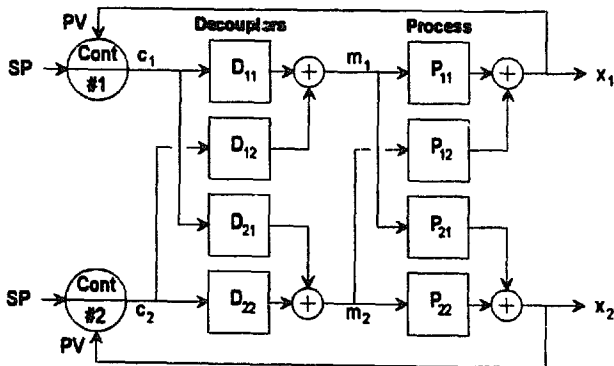 Decouplers
Process
PV
Cont
#1
SP
c₁
D₁₁
+
m₁
P₁₁
+
x₁
D₁₂
P₁₂
D₂₁
P₂₁
SP
Cont
#2
PV
c₂
D₂₂
+
m₂
P₂₂
+
x₂